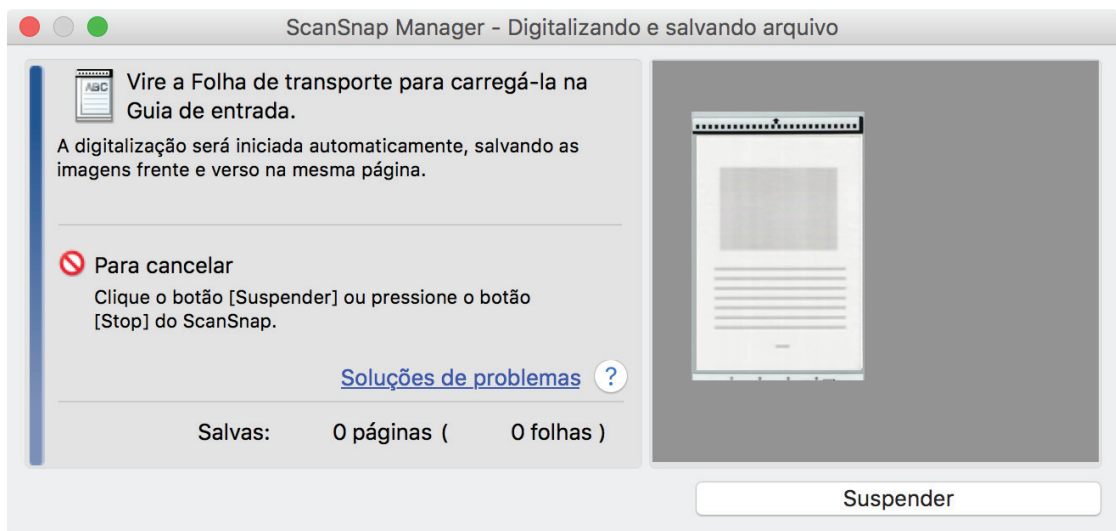 ScanSnap Manager - Digitalizando e salvando arquivo
ABC
Vire a Folha de transporte para carregá-la na
Guia de entrada.
A digitalização será iniciada automaticamente, salvando as
imagens frente e verso na mesma página.
Para cancelar
Clique o botão [Suspender] ou pressione o botão
[Stop] do ScanSnap.
Soluções de problemas ?
Salvas: 0 páginas ( 0 folhas )
Suspender